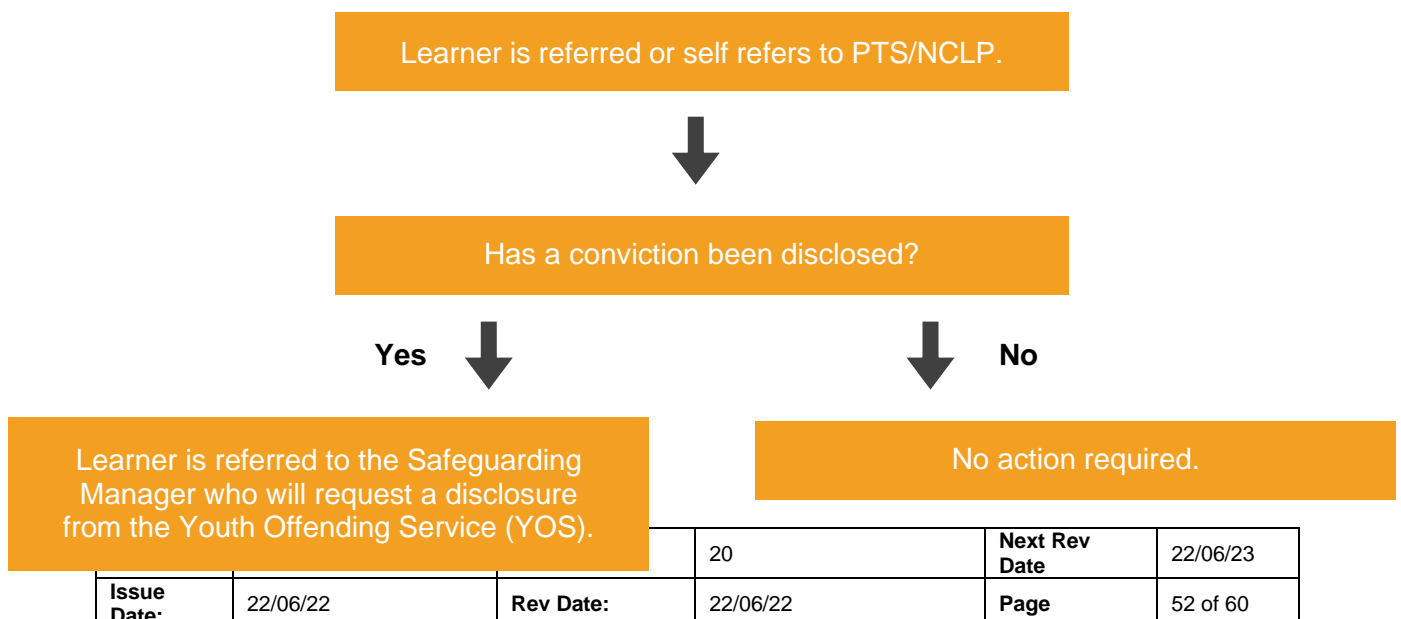 Learner is referred or self refers to PTS/NCLP.
Has a conviction been disclosed?
Yes
No
Learner is referred to the Safeguarding
Manager who will request a disclosure
from the Youth Offending Service (YOS).
No action required.
20
Next Rev
Date
22/06/23
Issue
Date:
22/06/22
Rev Date:
22/06/22
Page
52 of 60